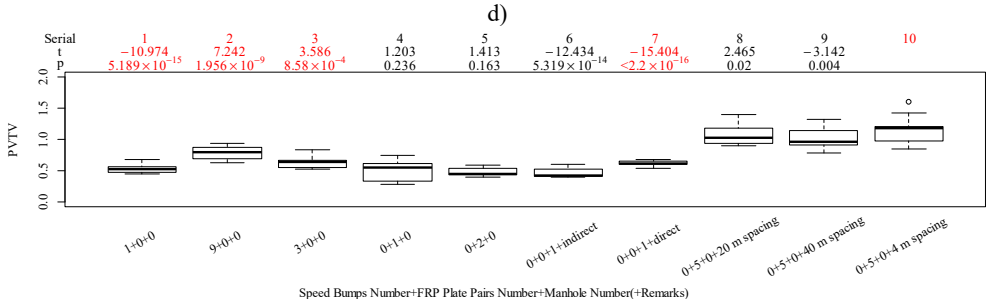 d)
Serial 1 2 3 4 5 6 7 8 9 10
t −10.974 7.242 3.586 1.203 1.413 −12.434 −15.404 2.465 −3.142
P 5.189×10⁻¹⁵ 1.956×10⁻⁹ 8.58×10⁻⁴ 0.236 0.163 5.319×10⁻¹⁴ <2.2×10⁻¹⁶ 0.02 0.004
2.0
1.5
1.0
0.5
0.0
PVTV
1+0+0 9+0+0 3+0+0 0+1+0 0+2+0 0+0+1+indirect 0+0+1+direct 0+5+0+20 m spacing 0+5+0+40 m spacing 0+5+0+4 m spacing
Speed Bumps Number+FRP Plate Pairs Number+Manhole Number(+Remarks)